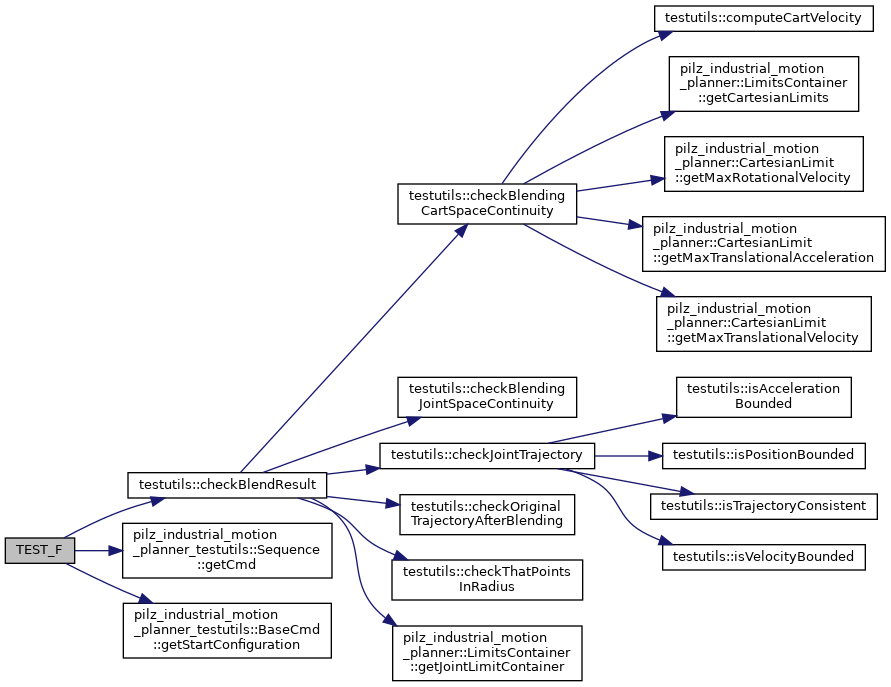 testutils::computeCartVelocity
pilz_industrial_motion
_planner::LimitsContainer
::getCartesianLimits
pilz_industrial_motion
_planner::CartesianLimit
::getMaxRotationalVelocity
testutils::checkBlending
CartSpaceContinuity
pilz_industrial_motion
_planner::CartesianLimit
::getMaxTranslationalAcceleration
pilz_industrial_motion
_planner::CartesianLimit
::getMaxTranslationalVelocity
testutils::checkBlending
JointSpaceContinuity
testutils::isAcceleration
Bounded
testutils::checkJointTrajectory
testutils::isPositionBounded
testutils::checkBlendResult
testutils::checkOriginal
TrajectoryAfterBlending
testutils::isTrajectoryConsistent
TEST_F
pilz_industrial_motion
_planner_testutils::Sequence
::getCmd
testutils::isVelocityBounded
testutils::checkThatPoints
InRadius
pilz_industrial_motion
_planner_testutils::BaseCmd
::getStartConfiguration
pilz_industrial_motion
_planner::LimitsContainer
::getJointLimitContainer